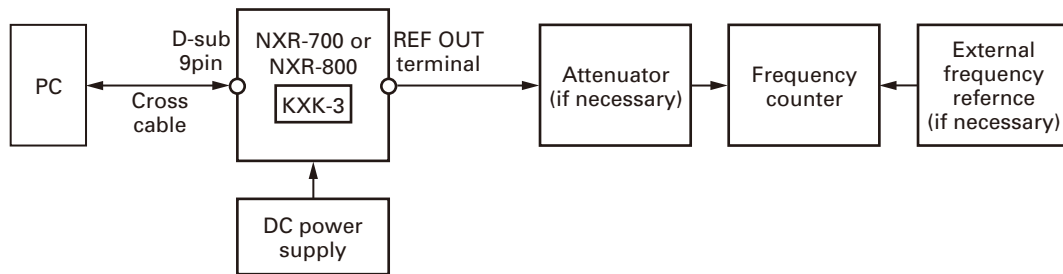 PC
D-sub
9pin
Cross
cable
NXR-700 or
NXR-800
KXK-3
REF OUT
terminal
Attenuator
(if necessary)
Frequency
counter
External
frequency
refernce
(if necessary)
DC power
supply